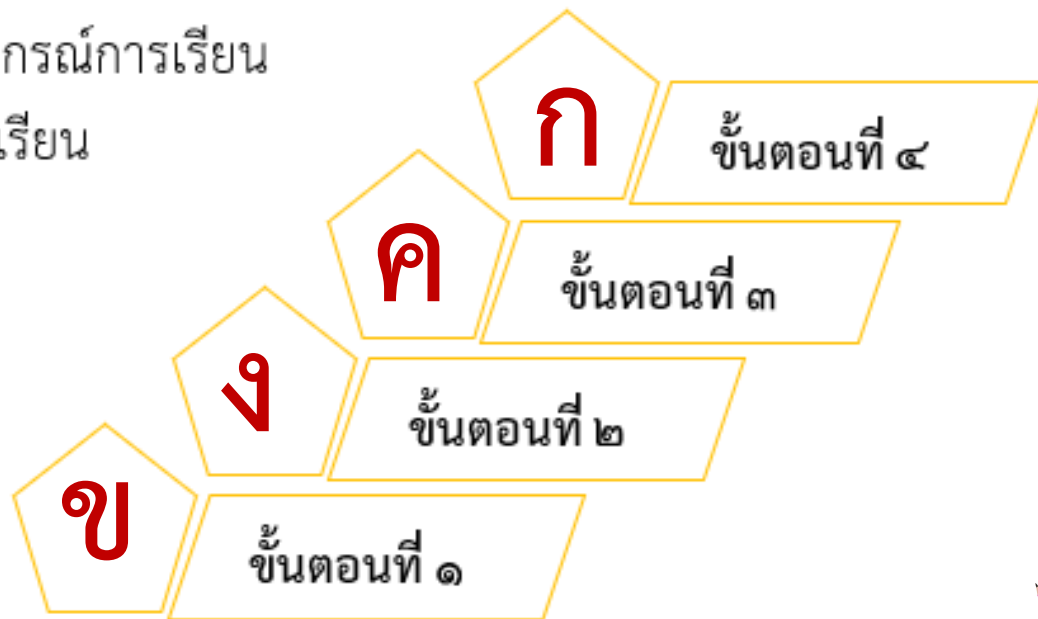 กรณ์การเรียน
เรียน
ก ขั้นตอนที่ ๔
ค ขั้นตอนที่ ๓
ง ขั้นตอนที่ ๒
ข ขั้นตอนที่ ๑